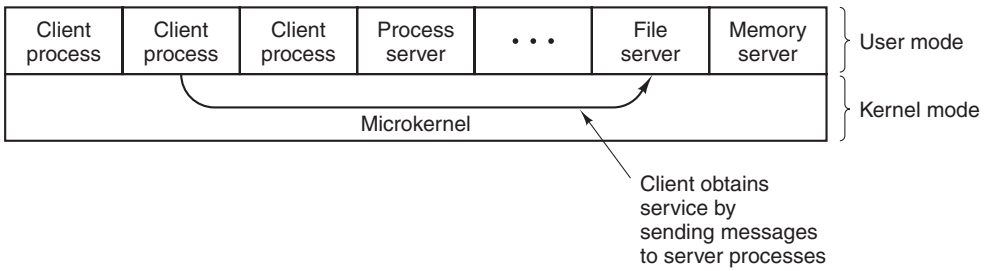 Client
process
Client
process
Client
process
Process
server
• • •
File
server
Memory
server
User mode
Microkernel
Kernel mode
Client obtains
service by
sending messages
to server processes